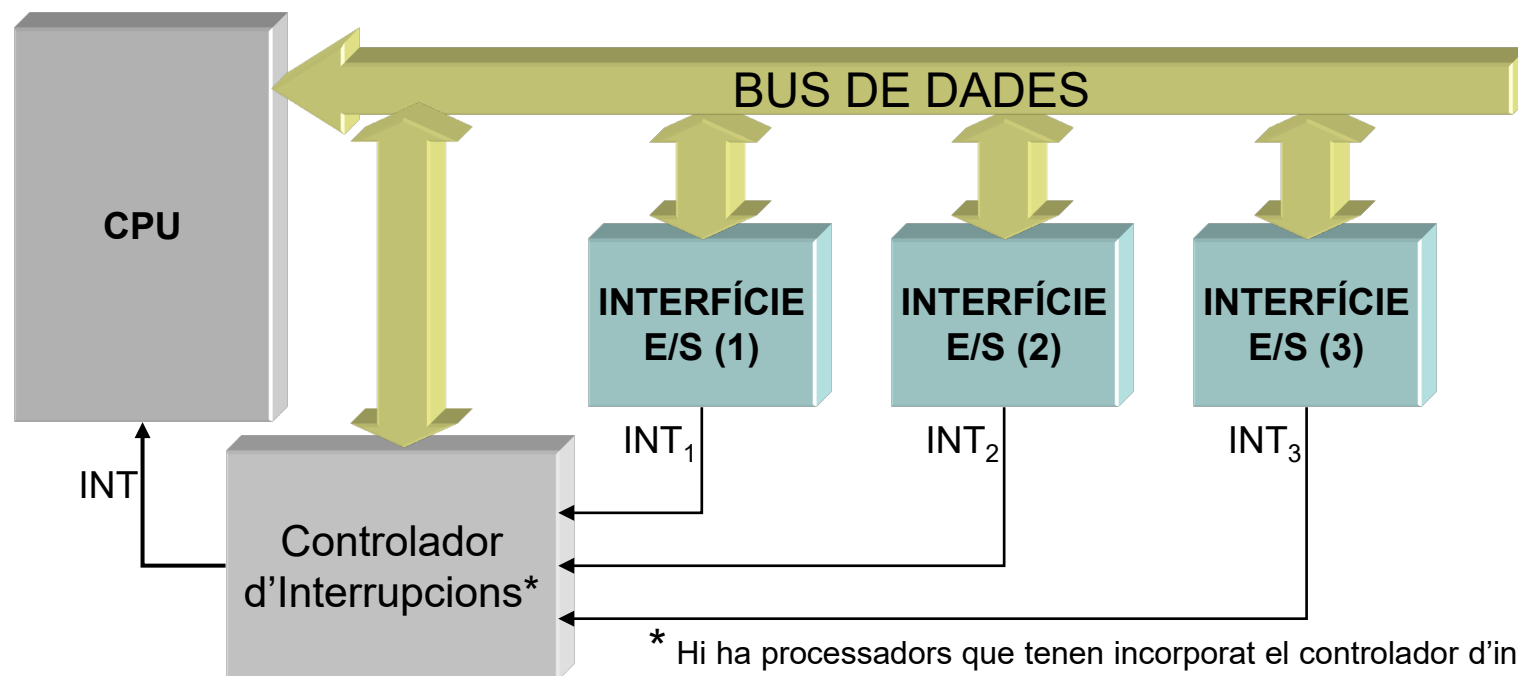 BUS DE DADES
CPU
INTERFÍCIE
E/S (1)
INTERFÍCIE
E/S (2)
INTERFÍCIE
E/S (3)
INT₁
INT₂
INT₃
INT
Controlador
d’Interrupcions*
* Hi ha processadors que tenen incorporat el controlador